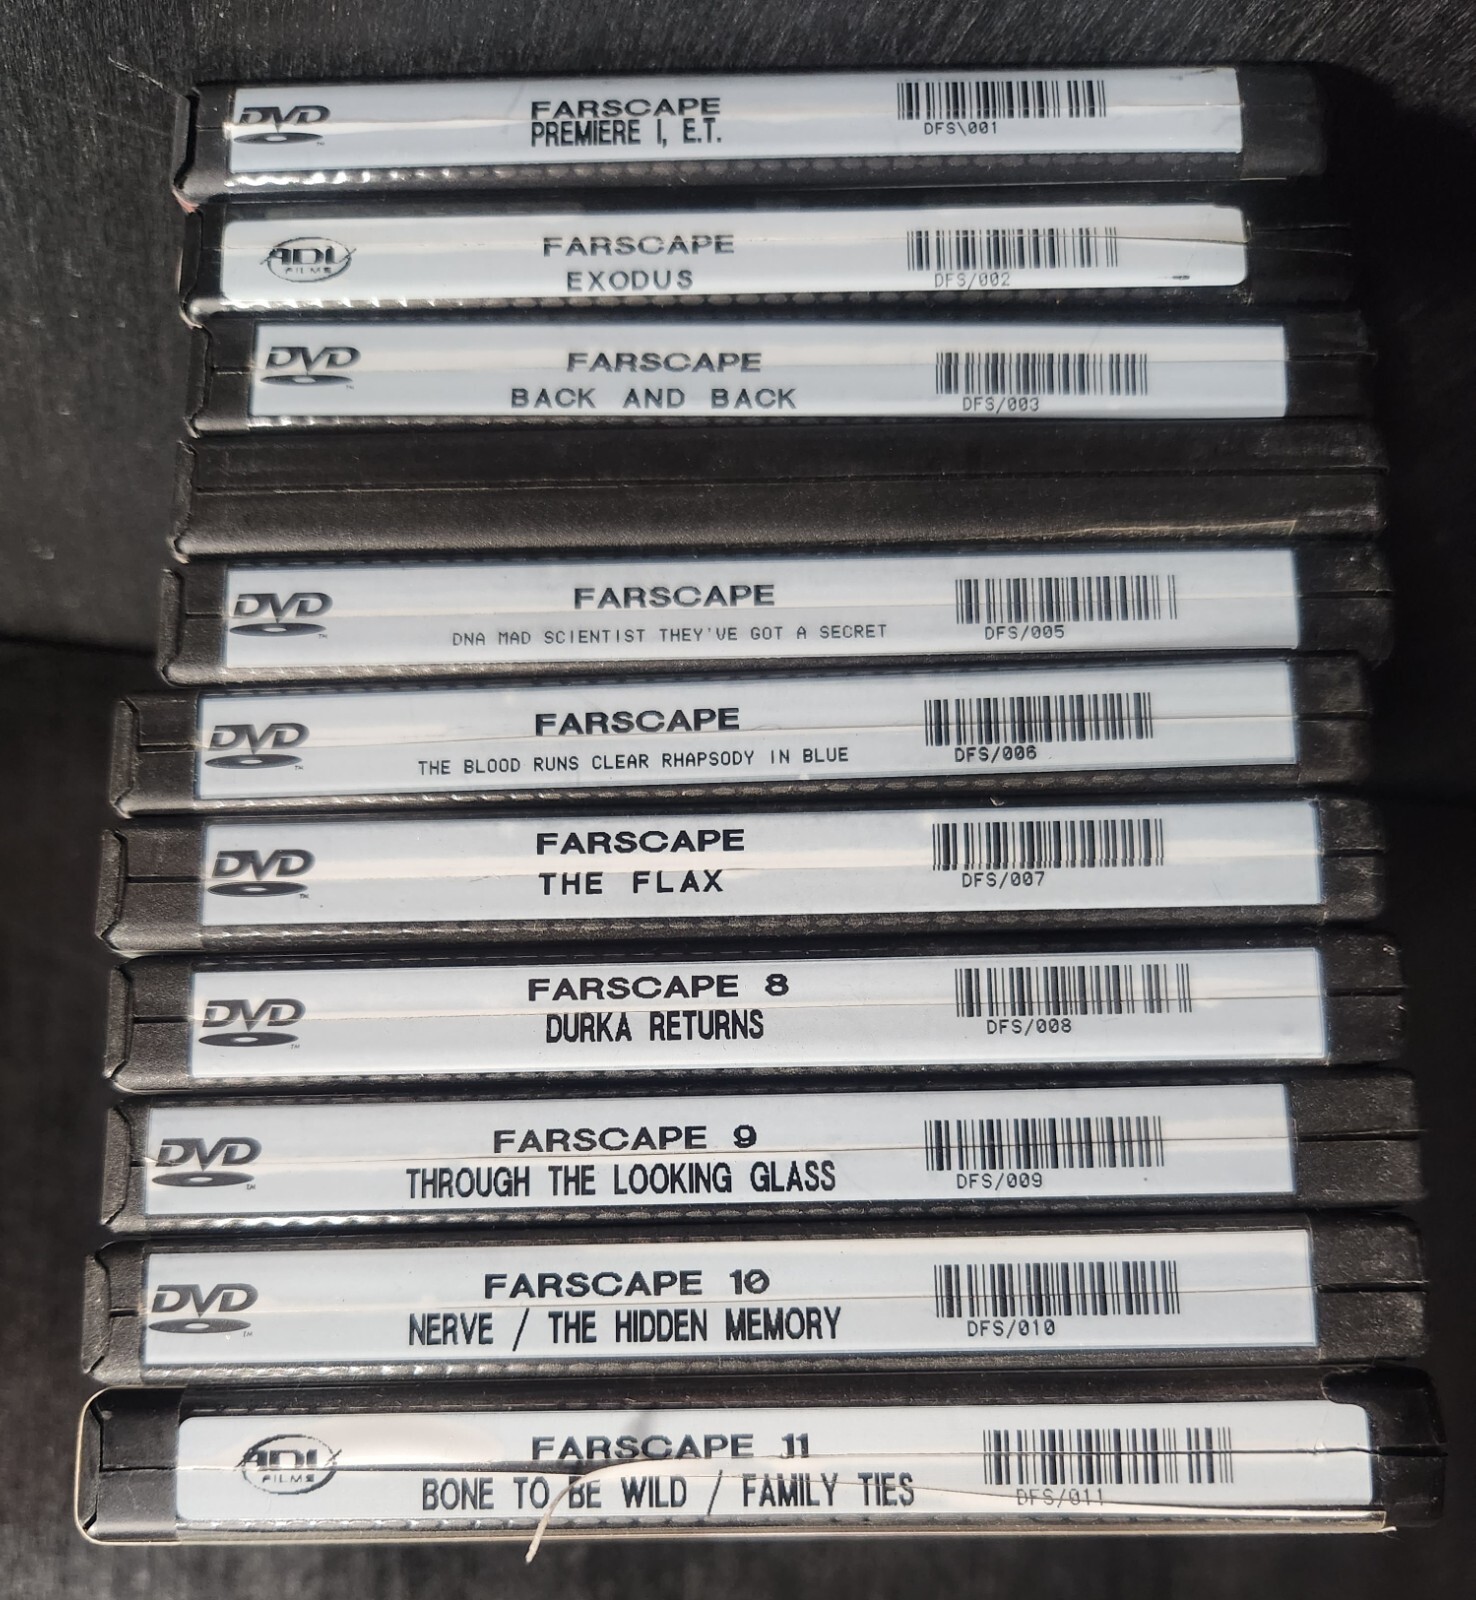 DVD
FARSCAPE
PREMIERE I, E.T.
DFS\001
ADV
FILMS
FARSCAPE
EXODUS
DFS/002
DVD
FARSCAPE
BACK AND BACK
DFS/003
DVD
FARSCAPE
DNA MAD SCIENTIST THEY'VE GOT A SECRET
DFS/005
DVD
FARSCAPE
THE BLOOD RUNS CLEAR RHAPSODY IN BLUE
DFS/006
DVD
FARSCAPE
THE FLAX
DFS/007
DVD
FARSCAPE 8
DURKA RETURNS
DFS/008
DVD
FARSCAPE 9
THROUGH THE LOOKING GLASS
DFS/009
DVD
FARSCAPE 10
NERVE / THE HIDDEN MEMORY
DFS/010
ADV
FILMS
FARSCAPE 11
BONE TO BE WILD / FAMILY TIES
DFS/011